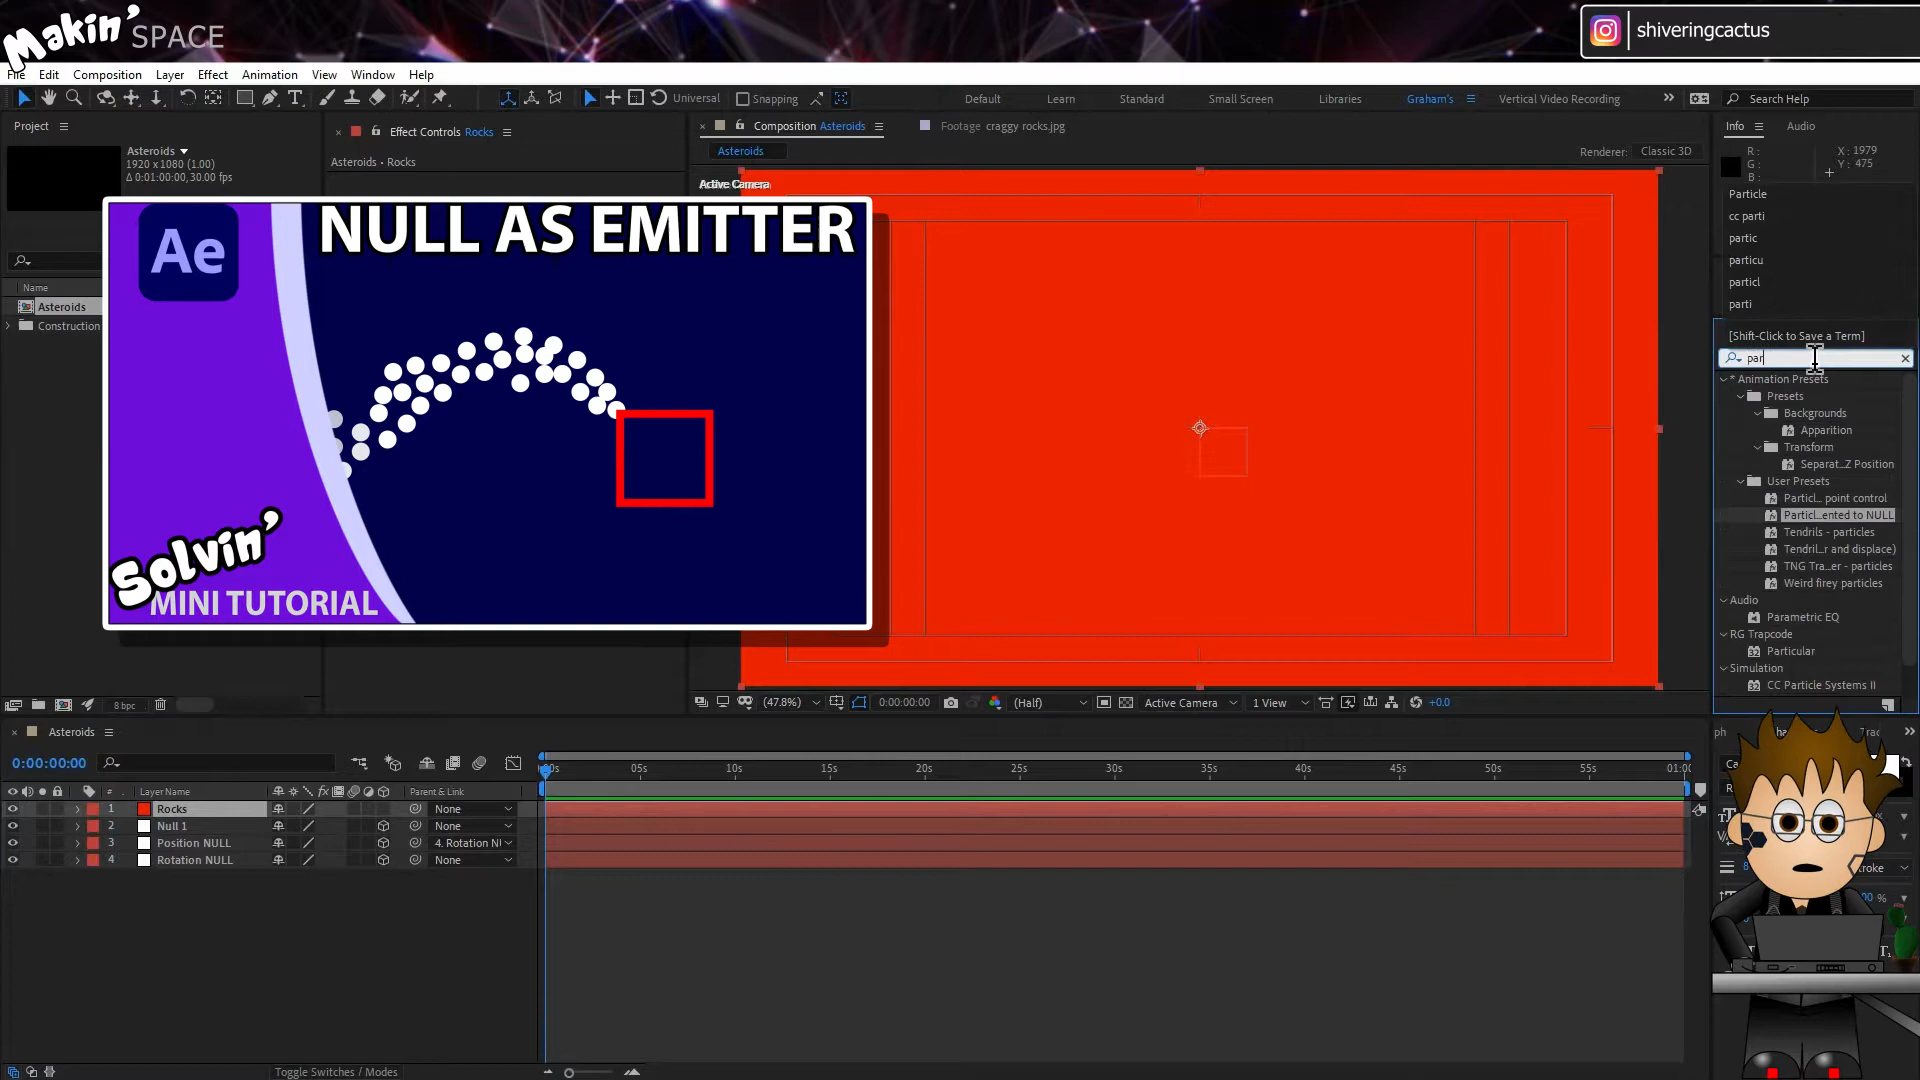 Makin' SPACE
shiveringcactus
File Edit Composition Layer Effect Animation View Window Help
Universal
Snapping
Default Learn Standard Small Screen Libraries Graham's Vertical Video Recording
Search Help
Project
Asteroids
1920 x 1080 (1.00)
Δ 0:01:00:00, 30.00 fps
Effect Controls Rocks
Asteroids • Rocks
Composition Asteroids
Footage craggy rocks.jpg
Asteroids
Renderer: Classic 3D
Active Camera
Info Audio
R :
G :
B :
X : 1979
Y : 475
Particle
cc parti
partic
particu
particl
parti
[Shift-Click to Save a Term]
par
* Animation Presets
Presets
Backgrounds
Apparition
Transform
Separat...Z Position
User Presets
Particl... point control
Particl...ented to NULL
Tendrils - particles
Tendril...r and displace)
TNG Tra...er - particles
Weird firey particles
Audio
Parametric EQ
RG Trapcode
Particular
Simulation
CC Particle Systems II
Name
Asteroids
Construction
Ae
NULL AS EMITTER
Solvin'
MINI TUTORIAL
8 bpc
(47.8%)
0:00:00:00
(Half)
Active Camera
1 View
+0.0
Asteroids
0:00:00:00
05s 10s 15s 20s 25s 30s 35s 40s 45s 50s 55s
# Layer Name Parent & Link
1 Rocks None
2 Null 1 None
3 Position NULL 4. Rotation N
4 Rotation NULL None
Toggle Switches / Modes